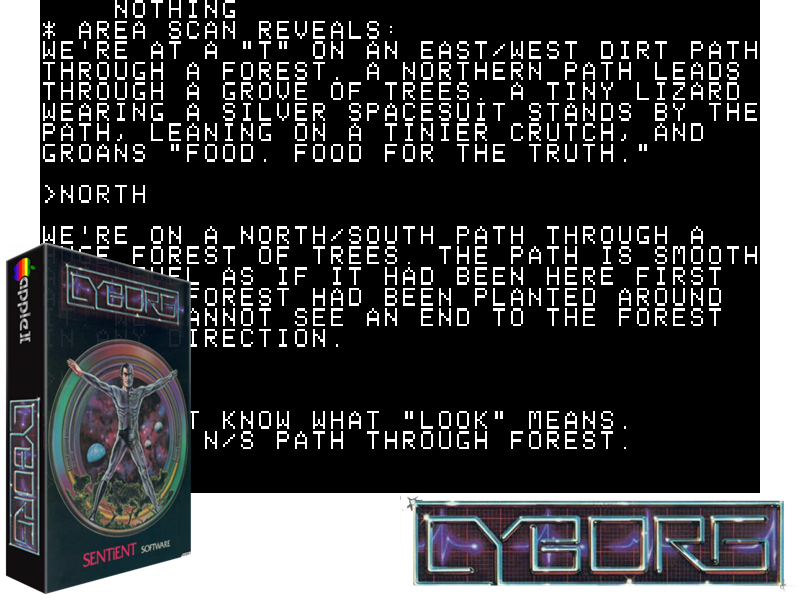 NOTHING
* AREA SCAN REVEALS:
WE'RE AT A "T" ON AN EAST/WEST DIRT PATH
THROUGH A FOREST. A NORTHERN PATH LEADS
THROUGH A GROVE OF TREES. A TINY LIZARD
WEARING A SILVER SPACESUIT STANDS BY THE
PATH, LEANING ON A TINIER CRUTCH, AND
GROANS "FOOD. FOOD FOR THE TRUTH."
>NORTH
WE'RE ON A NORTH/SOUTH PATH THROUGH A
FOREST OF TREES. THE PATH IS SMOOTH
AS IF IT HAD BEEN HERE FIRST
FOREST HAD BEEN PLANTED AROUND
SEE AN END TO THE FOREST
DIRECTION.
KNOW WHAT "LOOK" MEANS.
N/S PATH THROUGH FOREST.
apple II
CYBORG
CYBORG
SENTIENT SOFTWARE
CYBORG